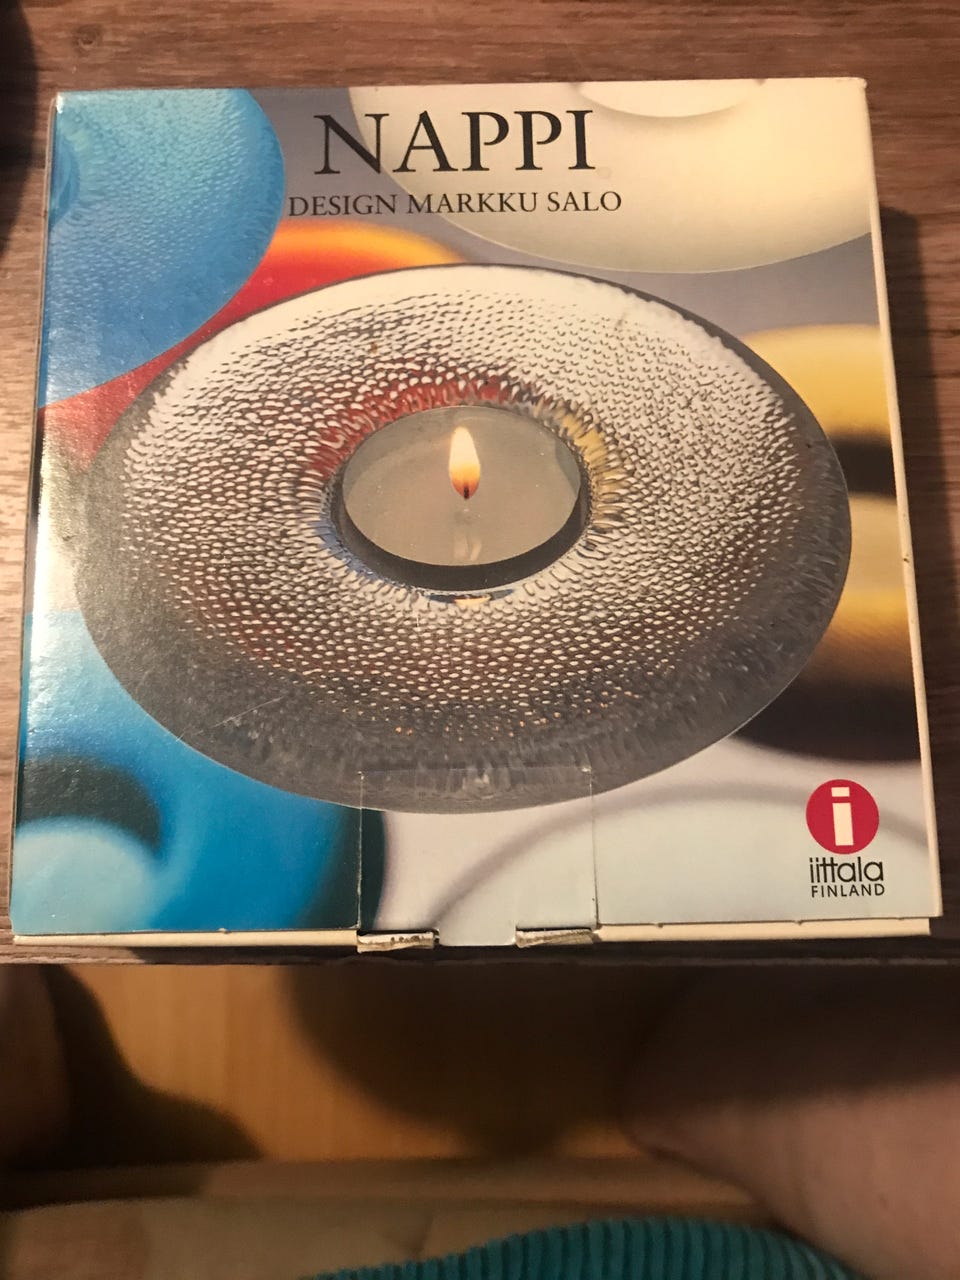 NAPPI
DESIGN MARKKU SALO
i
iittala
FINLAND